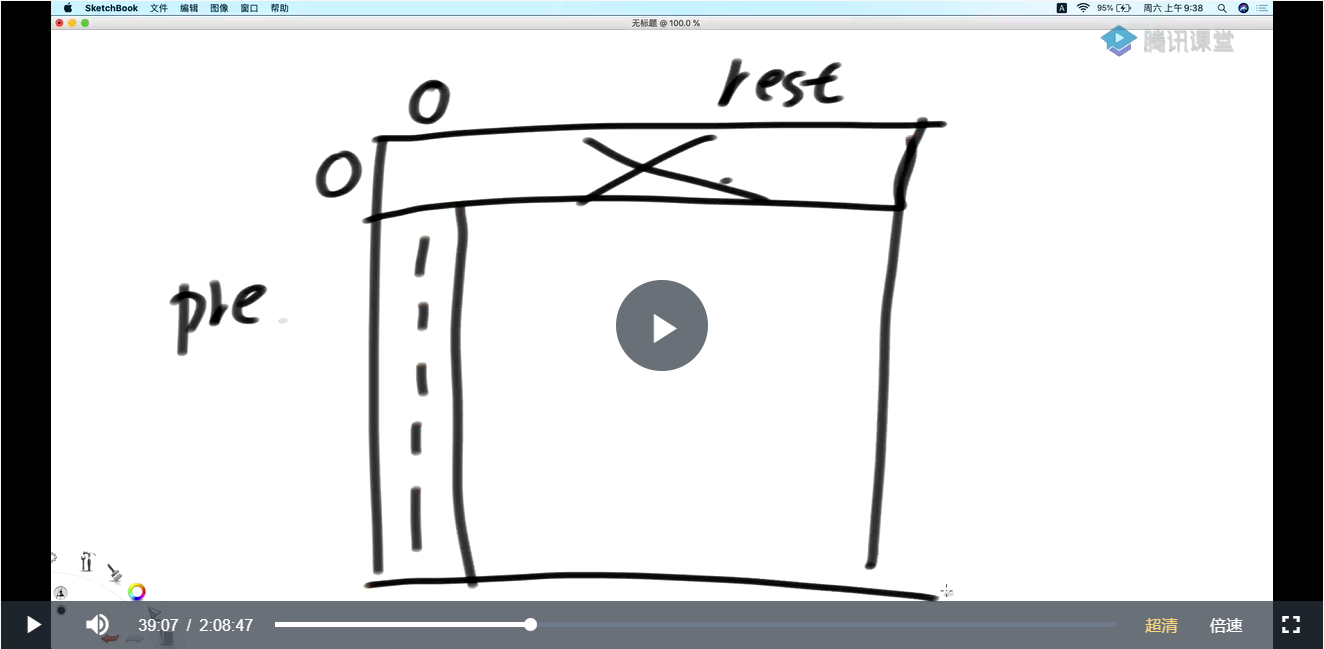 SketchBook 文件 编辑 图像 窗口 帮助 A 95% 周六 上午9:38
无标题 @ 100.0 %
腾讯课堂
0 rest
0
pre
39:07 / 2:08:47 超清 倍速